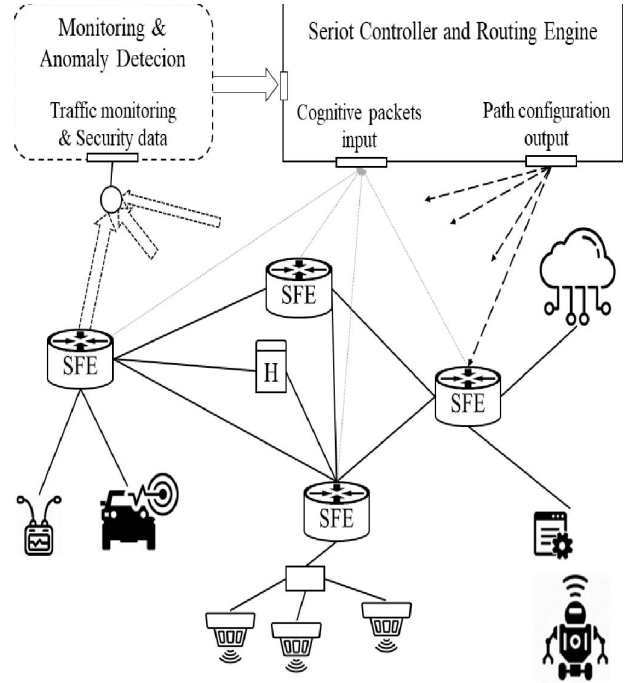 Monitoring &
Anomaly Detecion
Traffic monitoring
& Security data
Seriot Controller and Routing Engine
Cognitive packets
input
Path configuration
output
SFE
SFE
H
SFE
SFE